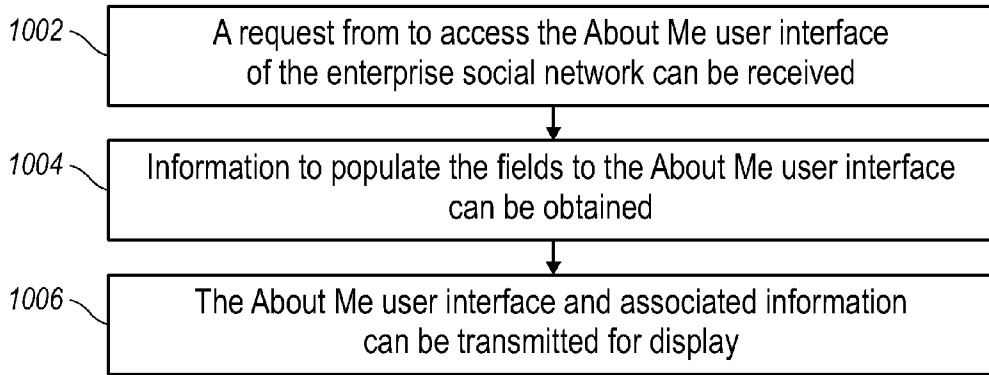 1002
A request from to access the About Me user interface
of the enterprise social network can be received
1004
Information to populate the fields to the About Me user interface
can be obtained
1006
The About Me user interface and associated information
can be transmitted for display